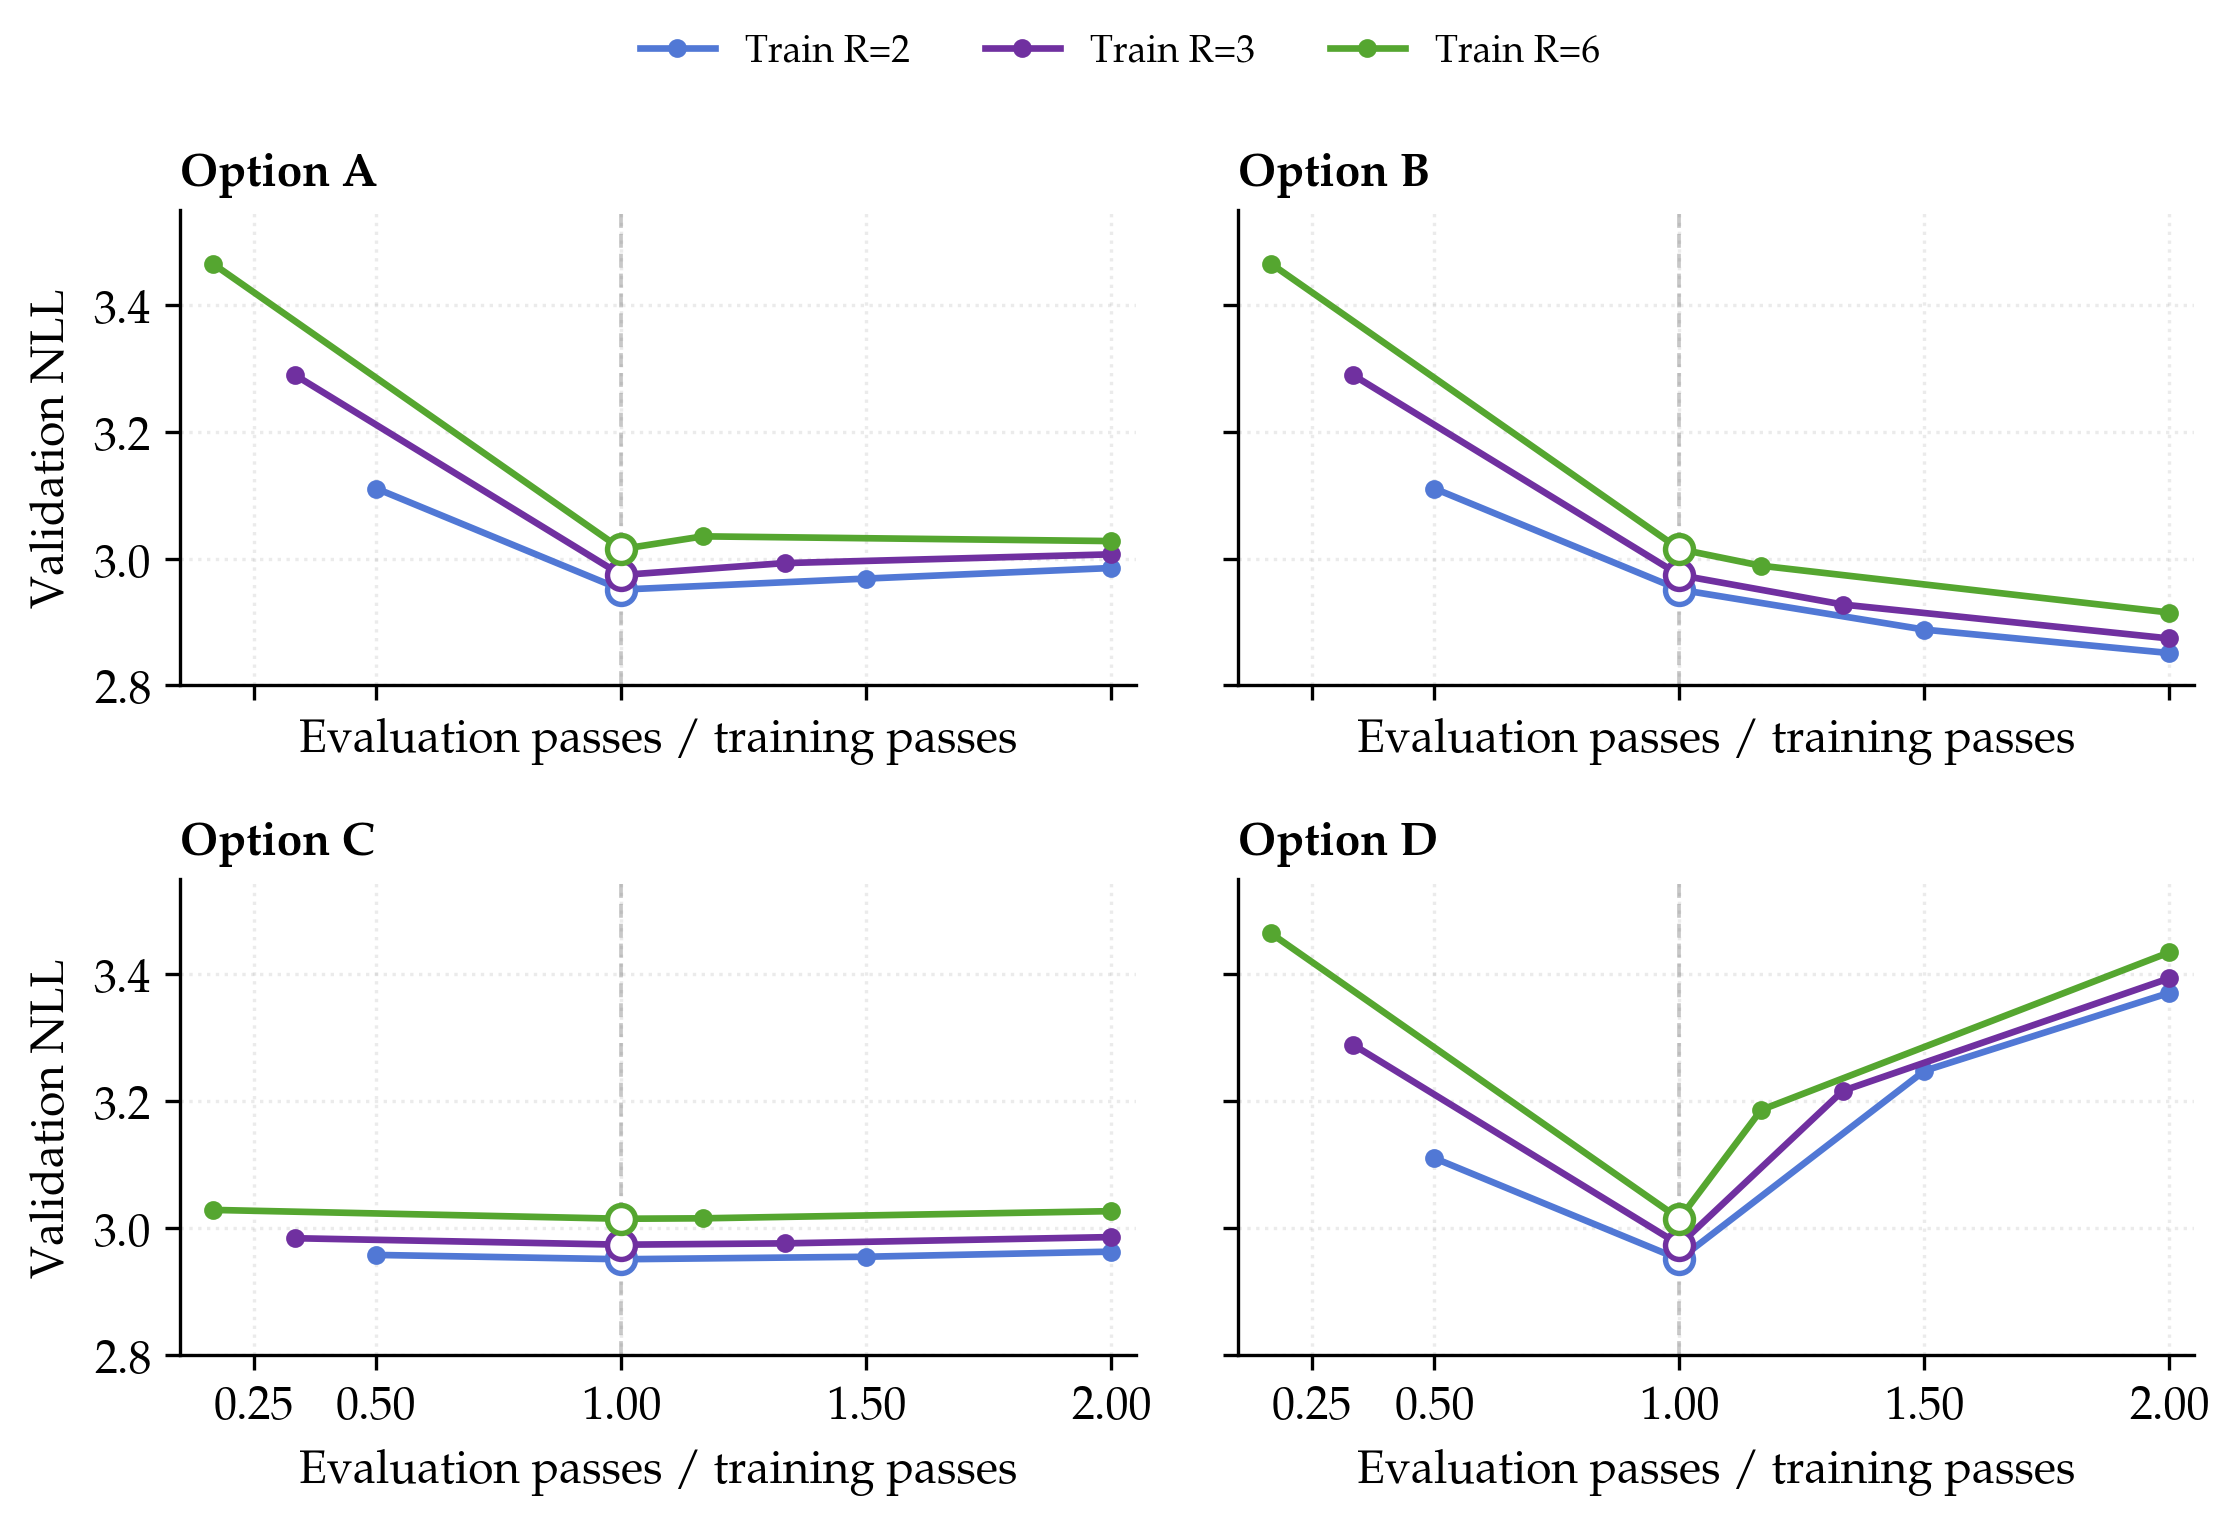 Train R=2 Train R=3 Train R=6
Option A
Option B
Validation NLL
3.4
3.2
3.0
2.8
Evaluation passes / training passes
Evaluation passes / training passes
Option C
Option D
Validation NLL
3.4
3.2
3.0
2.8
0.25 0.50 1.00 1.50 2.00
0.25 0.50 1.00 1.50 2.00
Evaluation passes / training passes
Evaluation passes / training passes